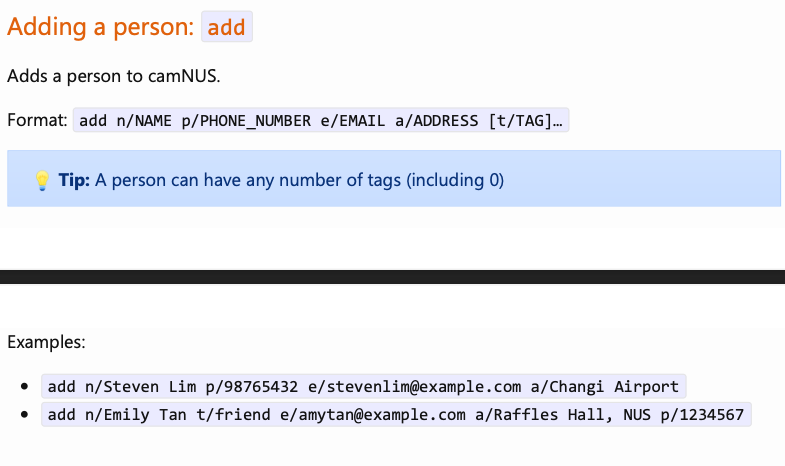 Adding a person: add
Adds a person to camNUS.
Format: add n/NAME p/PHONE_NUMBER e/EMAIL a/ADDRESS [t/TAG]…
💡 Tip: A person can have any number of tags (including 0)
Examples:
• add n/Steven Lim p/98765432 e/stevenlim@example.com a/Changi Airport
• add n/Emily Tan t/friend e/amytan@example.com a/Raffles Hall, NUS p/1234567